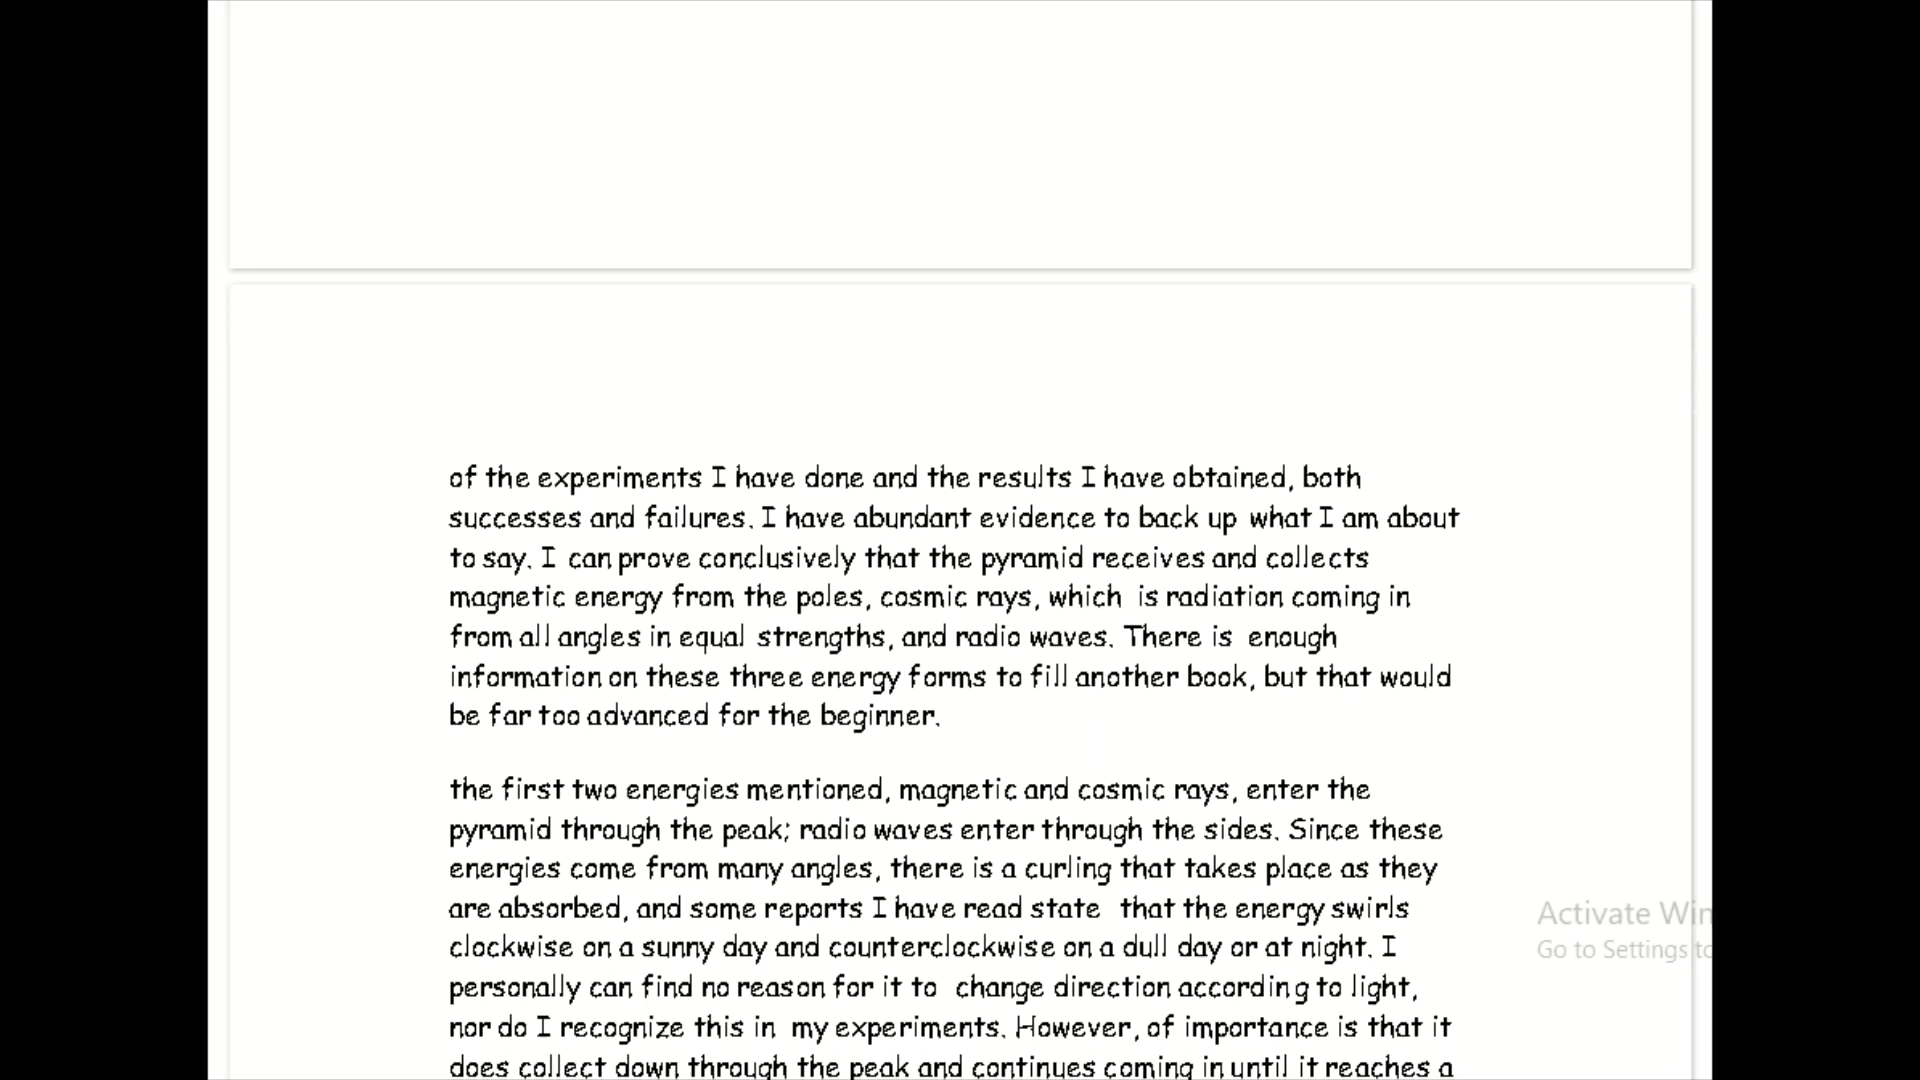 of the experiments I have done and the results I have obtained, both
successes and failures. I have abundant evidence to back up what I am about
to say. I can prove conclusively that the pyramid receives and collects
magnetic energy from the poles, cosmic rays, which is radiation coming in
from all angles in equal strengths, and radio waves. There is enough
information on these three energy forms to fill another book, but that would
be far too advanced for the beginner.
the first two energies mentioned, magnetic and cosmic rays, enter the
pyramid through the peak; radio waves enter through the sides. Since these
energies come from many angles, there is a curling that takes place as they
are absorbed, and some reports I have read state that the energy swirls
clockwise on a sunny day and counterclockwise on a dull day or at night. I
personally can find no reason for it to change direction according to light,
nor do I recognize this in my experiments. However, of importance is that it
does collect down through the peak and continues coming in until it reaches a
Activate Win
Go to Settings to